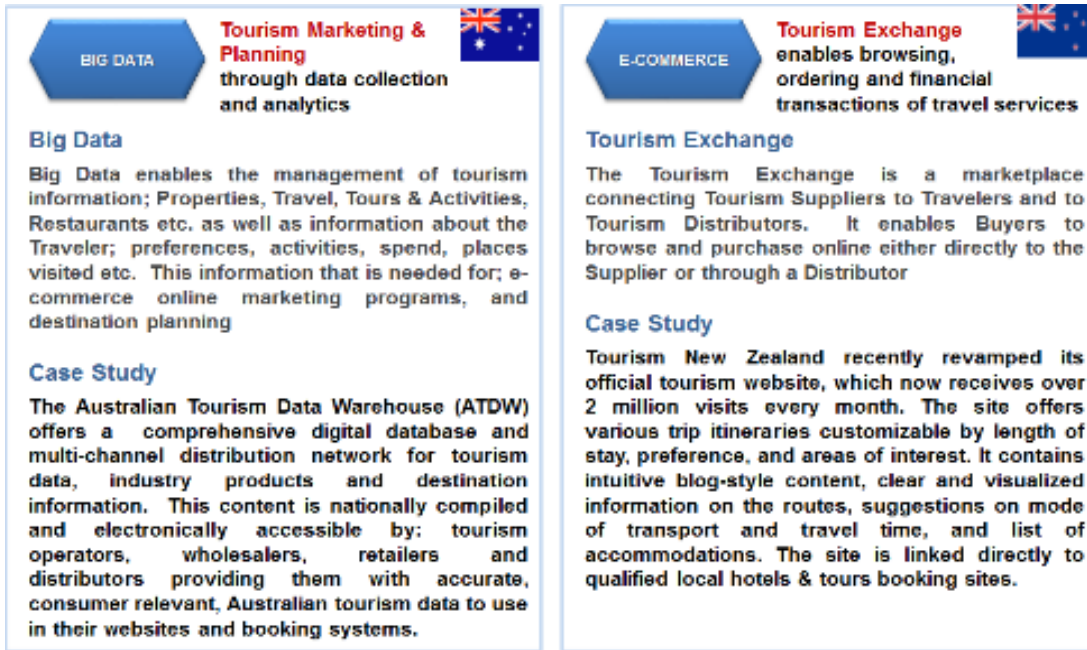 BIG DATA
Tourism Marketing &
Planning
through data collection
and analytics
Big Data
Big Data enables the management of tourism
information; Properties, Travel, Tours & Activities,
Restaurants etc. as well as information about the
Traveler; preferences, activities, spend, places
visited etc. This information that is needed for; e-
commerce online marketing programs, and
destination planning
Case Study
The Australian Tourism Data Warehouse (ATDW)
offers a comprehensive digital database and
multi-channel distribution network for tourism
data, industry products and destination
information. This content is nationally compiled
and electronically accessible by: tourism
operators, wholesalers, retailers and
distributors providing them with accurate,
consumer relevant, Australian tourism data to use
in their websites and booking systems.
E-COMMERCE
Tourism Exchange
enables browsing,
ordering and financial
transactions of travel services
Tourism Exchange
The Tourism Exchange is a marketplace
connecting Tourism Suppliers to Travelers and to
Tourism Distributors. It enables Buyers to
browse and purchase online either directly to the
Supplier or through a Distributor
Case Study
Tourism New Zealand recently revamped its
official tourism website, which now receives over
2 million visits every month. The site offers
various trip itineraries customizable by length of
stay, preference, and areas of interest. It contains
intuitive blog-style content, clear and visualized
information on the routes, suggestions on mode
of transport and travel time, and list of
accommodations. The site is linked directly to
qualified local hotels & tours booking sites.